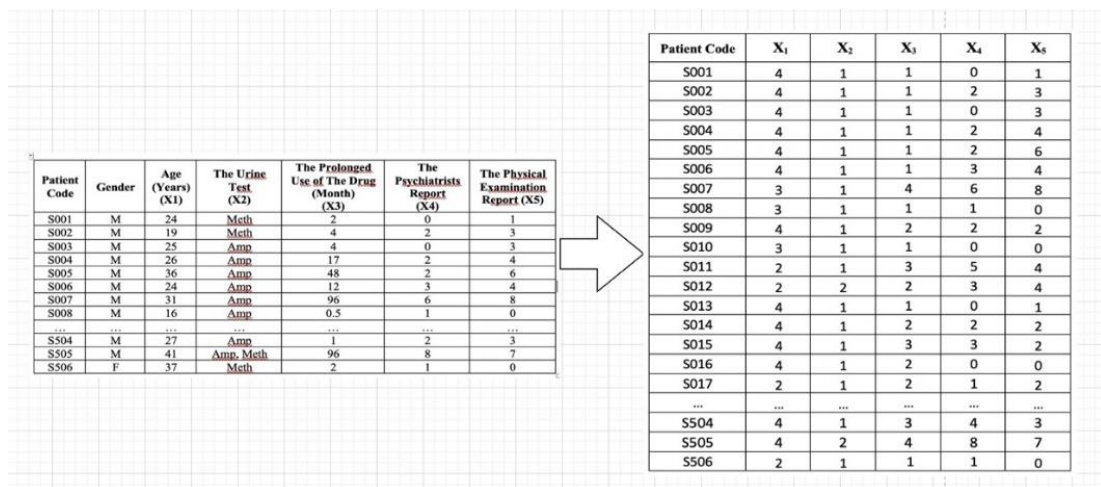 Patient Code Gender Age (Years) (X1) The Urine Test (X2) The Prolonged Use of The Drug (Month) (X3) The Psychiatrists Report (X4) The Physical Examination Report (X5)
S001 M 24 Meth 2 0 1
S002 M 19 Meth 4 2 3
S003 M 25 Amp 4 0 3
S004 M 26 Amp 17 2 4
S005 M 36 Amp 48 2 6
S006 M 24 Amp 12 3 4
S007 M 31 Amp 96 6 8
S008 M 16 Amp 0.5 1 0
... ... ... ... ... ... ...
S504 M 27 Amp 1 2 3
S505 M 41 Amp, Meth 96 8 7
S506 F 37 Meth 2 1 0
Patient Code X₁ X₂ X₃ X₄ X₅
S001 4 1 1 0 1
S002 4 1 1 2 3
S003 4 1 1 0 3
S004 4 1 1 2 4
S005 4 1 1 2 6
S006 4 1 1 3 4
S007 3 1 4 6 8
S008 3 1 1 1 0
S009 4 1 2 2 2
S010 3 1 1 0 0
S011 2 1 3 5 4
S012 2 2 2 3 4
S013 4 1 1 0 1
S014 4 1 2 2 2
S015 4 1 3 3 2
S016 4 1 2 0 0
S017 2 1 2 1 2
... ... ... ... ... ...
S504 4 1 3 4 3
S505 4 2 4 8 7
S506 2 1 1 1 0